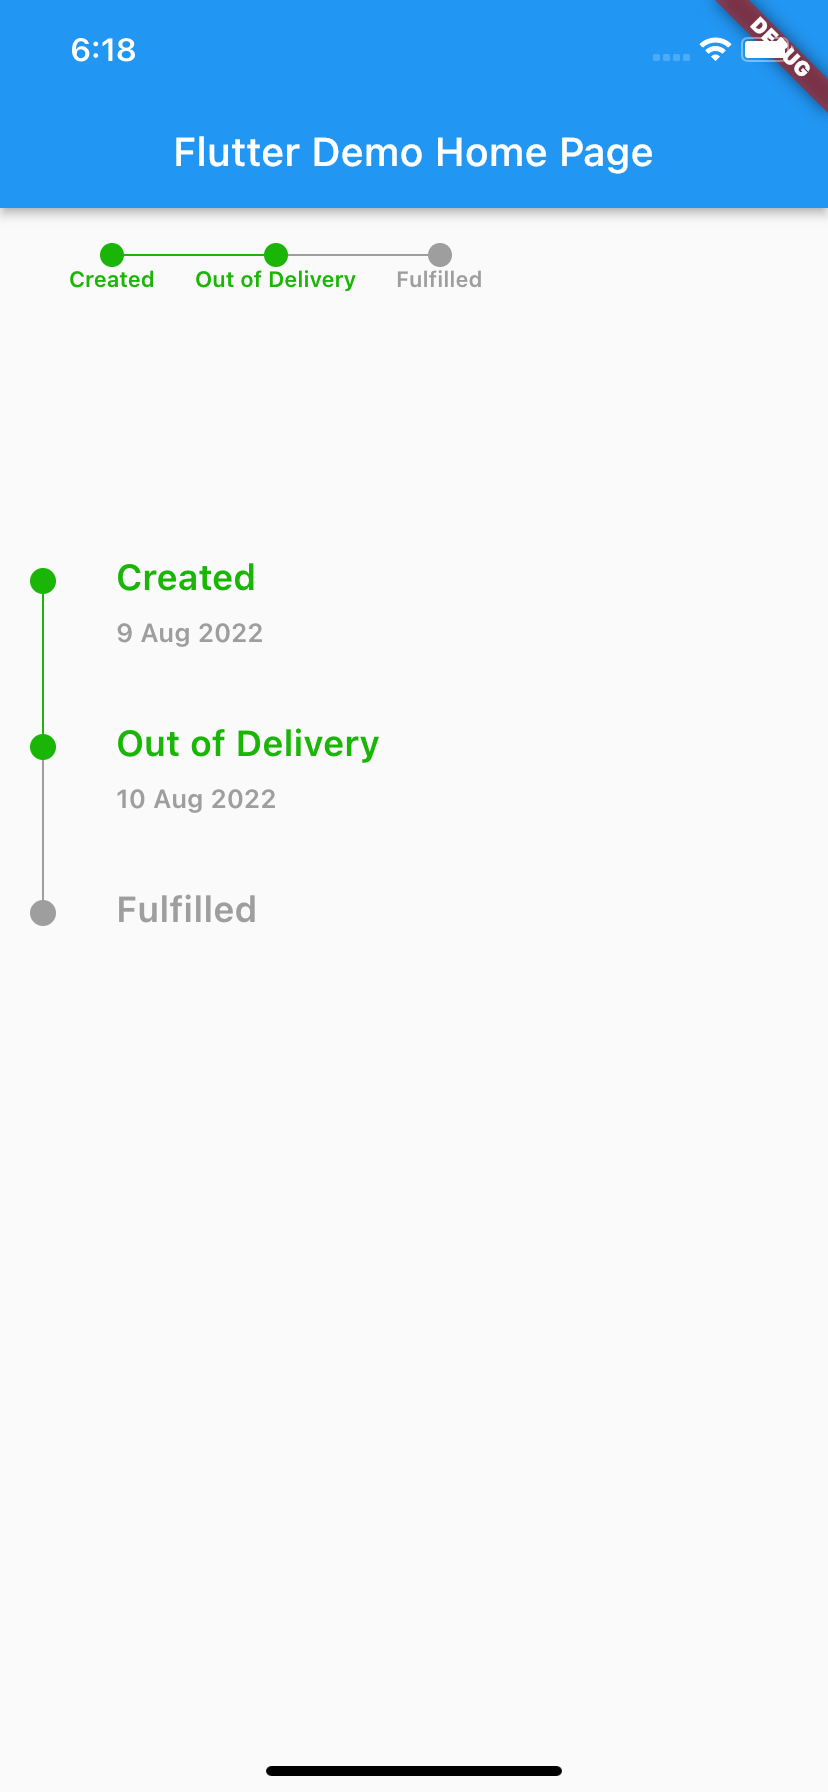 6:18
DEBUG
Flutter Demo Home Page
Created Out of Delivery Fulfilled
Created
9 Aug 2022
Out of Delivery
10 Aug 2022
Fulfilled